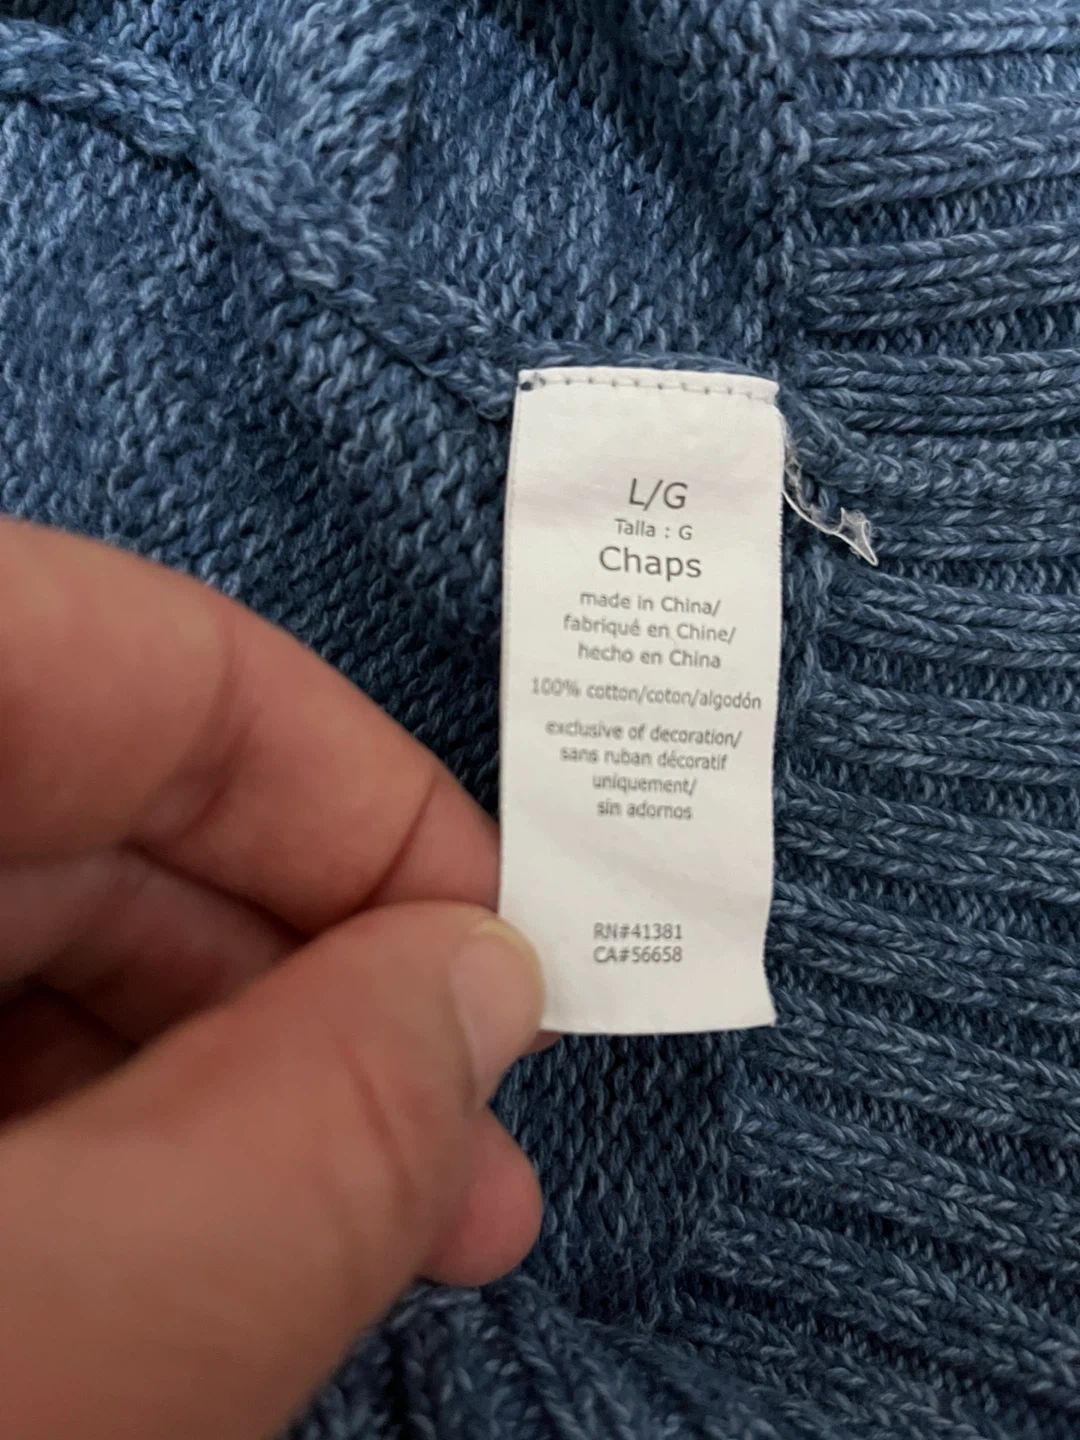 L/G
Talla : G
Chaps
made in China/
fabriqué en Chine/
hecho en China
100% cotton/coton/algodón
exclusive of decoration/
sans ruban décoratif
uniquement/
sin adornos
RN#41381
CA#56658